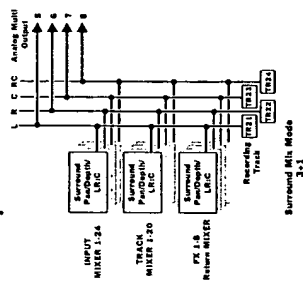 Analog Multi
Output
5
6
7
8
L
R
C
RC
INPUT
MIXER 1-24
Surround
Pan/Depth/
LR:C
TRACK
MIXER 1-20
Surround
Pan/Depth/
LR:C
FX 1-8
Return MIXER
Surround
Pan/Depth/
LR:C
Recording
Track
TR21
TR22
TR23
TR24
Surround Mix Mode
3+1